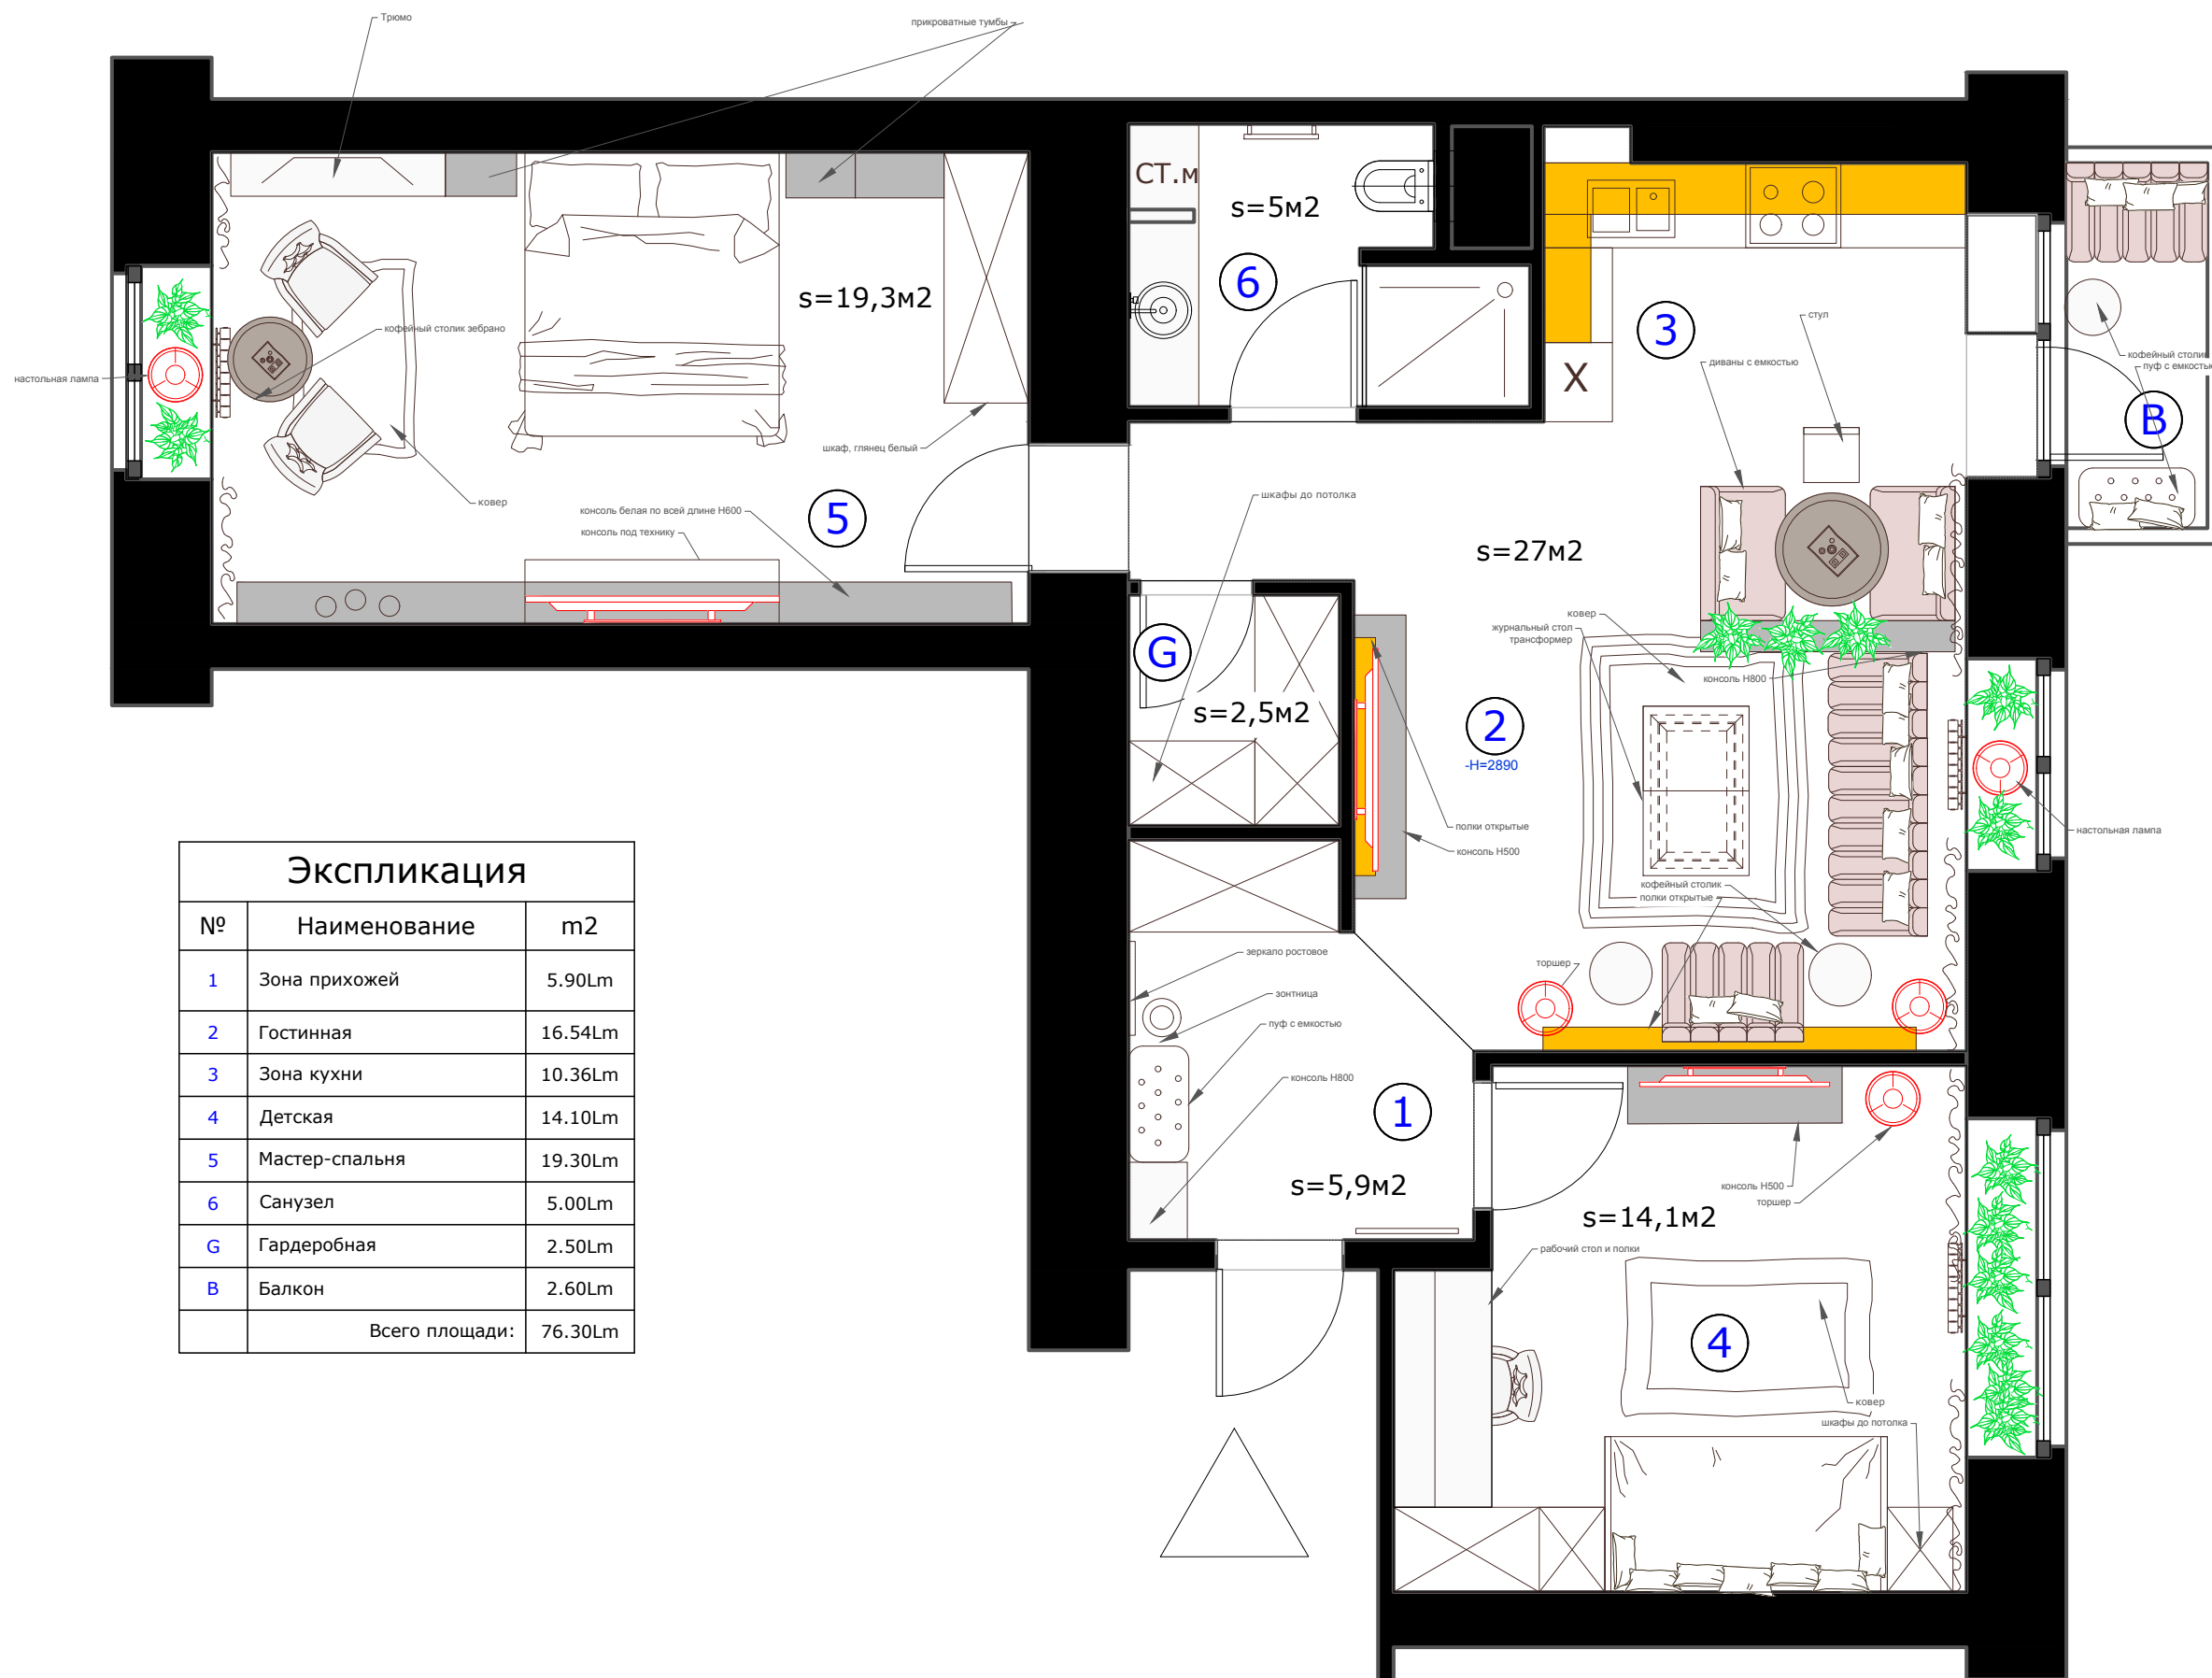 Трюмо
прикроватные тумбы
СТ.м
s=5м2
6
s=19,3м2
3
стул
кофейный столик зебрано
настольная лампа
диваны с емкостью
кофейный столик
пуф с емкостью
X
B
шкаф, глянец белый
ковер
консоль белая по всей длине H600
5
консоль под технику
шкафы до потолка
s=27м2
ковер
журнальный стол
трансформер
G
консоль H800
s=2,5м2
2
-H=2890
полки открытые
консоль H500
настольная лампа
кофейный столик
полки открытые
торшер
зеркало ростовое
зонтница
пуф с емкостью
консоль H800
1
s=5,9м2
консоль H500
торшер
s=14,1м2
рабочий стол и полки
4
ковер
шкафы до потолка
Экспликация
№ Наименование m2
1 Зона прихожей 5.90Lm
2 Гостинная 16.54Lm
3 Зона кухни 10.36Lm
4 Детская 14.10Lm
5 Мастер-спальня 19.30Lm
6 Санузел 5.00Lm
G Гардеробная 2.50Lm
B Балкон 2.60Lm
Всего площади: 76.30Lm